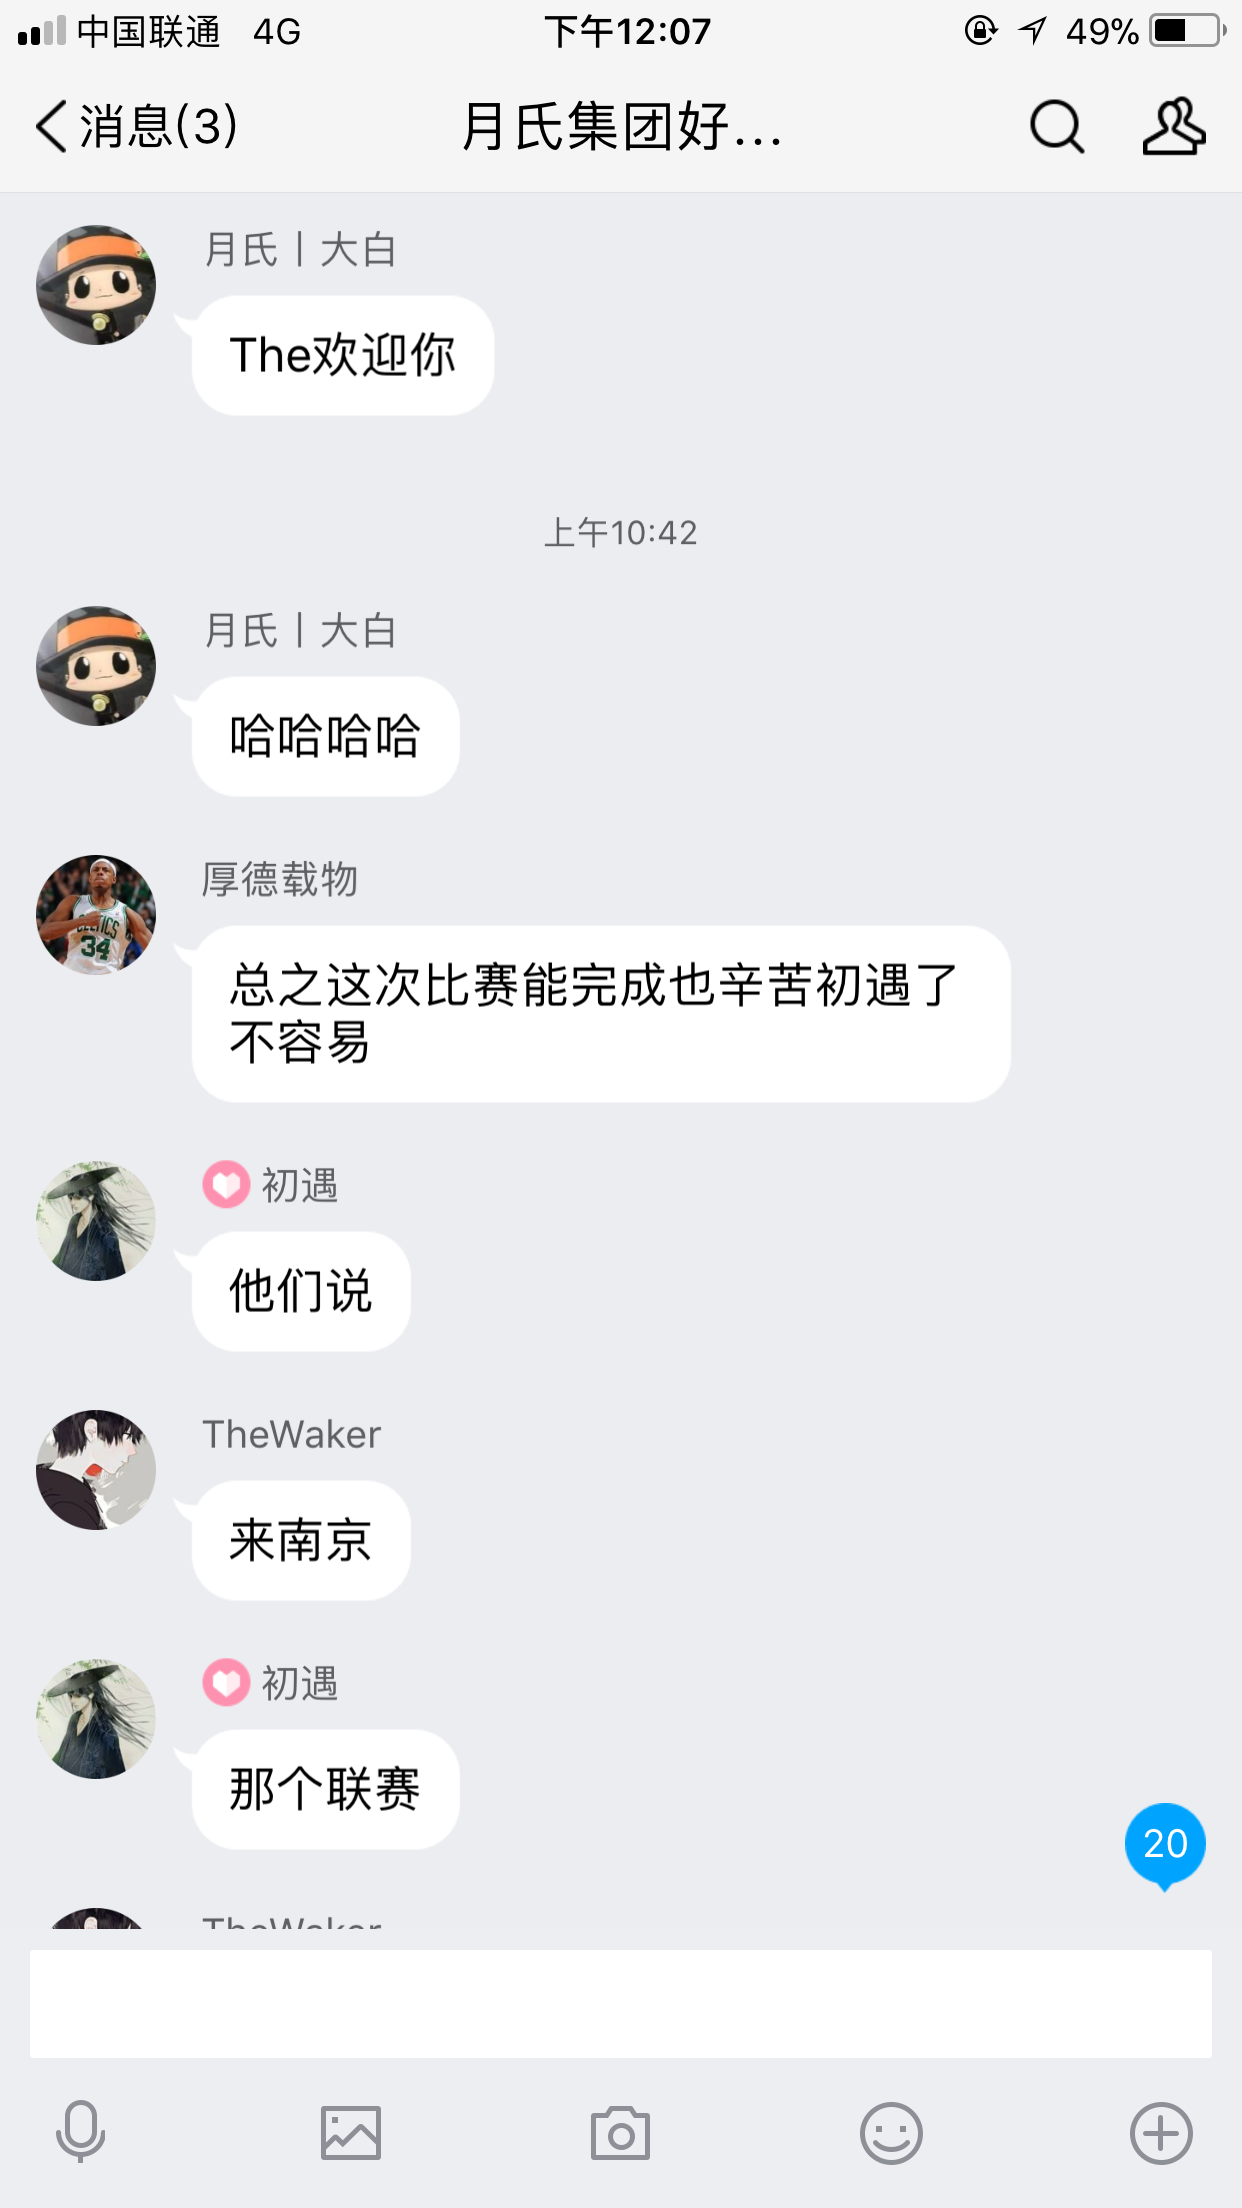 中国联通 4G 下午12:07 49%
消息(3) 月氏集团好...
月氏丨大白
The欢迎你
上午10:42
月氏丨大白
哈哈哈哈
厚德载物
CELTICS
34
总之这次比赛能完成也辛苦初遇了
不容易
初遇
他们说
TheWaker
来南京
初遇
那个联赛
20
TheWaker